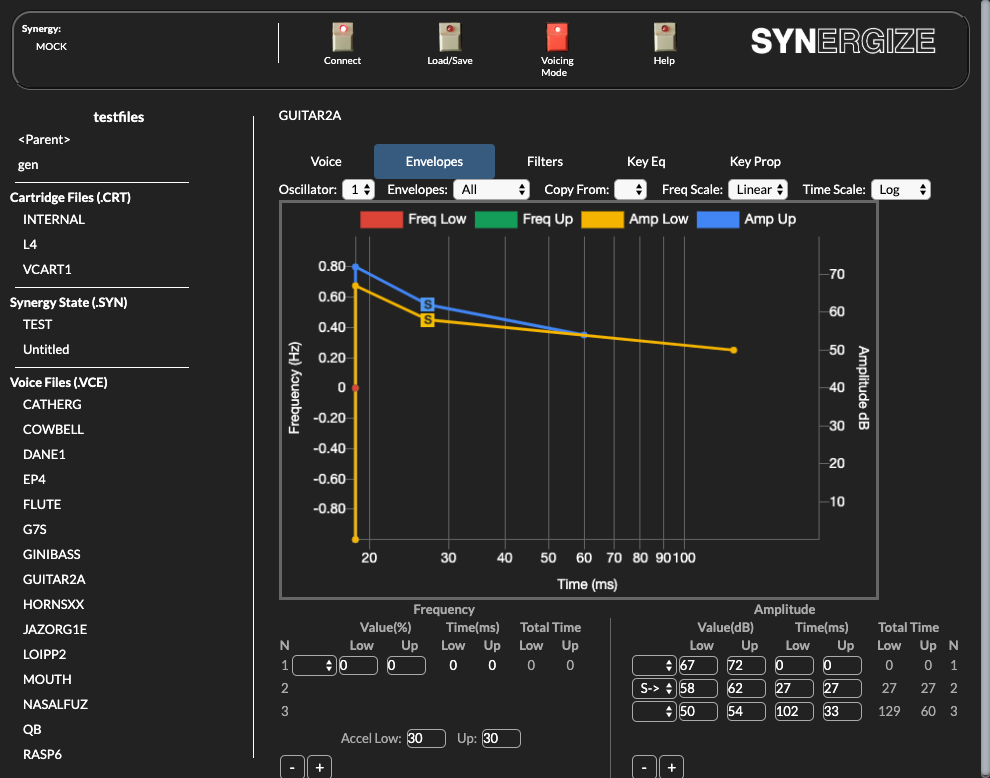 Synergy:
MOCK
Connect
Load/Save
Voicing
Mode
Help
SYNERGIZE
testfiles
<Parent>
gen
Cartridge Files (.CRT)
INTERNAL
L4
VCART1
Synergy State (.SYN)
TEST
Untitled
Voice Files (.VCE)
CATHERG
COWBELL
DANE1
EP4
FLUTE
G7S
GINIBASS
GUITAR2A
HORNSXX
JAZORG1E
LOIPP2
MOUTH
NASALFUZ
QB
RASP6
GUITAR2A
Voice Envelopes Filters Key Eq Key Prop
Oscillator: 1 Envelopes: All Copy From: Freq Scale: Linear Time Scale: Log
Freq Low Freq Up Amp Low Amp Up
Frequency (Hz)
0.80
0.60
0.40
0.20
0
-0.20
-0.40
-0.60
-0.80
S
S
70
60
50
40
30
20
10
Amplitude dB
20 30 40 50 60 70 80 90 100
Time (ms)
Frequency
Value(%) Time(ms) Total Time
N Low Up Low Up Low Up
1 0 0 0 0 0 0
2
3
Accel Low: 30 Up: 30
- +
Amplitude
Value(dB) Time(ms) Total Time
Low Up Low Up Low Up N
67 72 0 0 0 0 1
S-> 58 62 27 27 27 27 2
50 54 102 33 129 60 3
- +